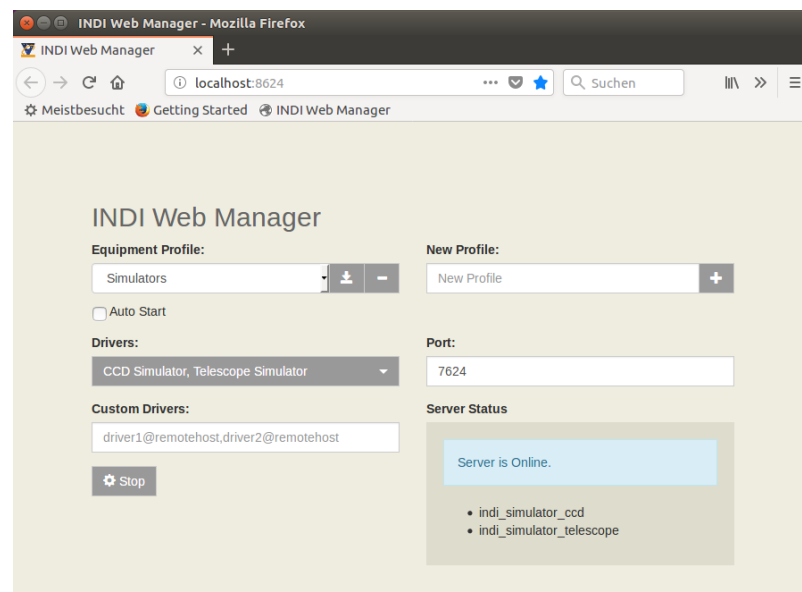 INDI Web Manager - Mozilla Firefox
INDI Web Manager
localhost:8624
Suchen
Meistbesucht Getting Started INDI Web Manager
INDI Web Manager
Equipment Profile:
Simulators
Auto Start
New Profile:
New Profile
Drivers:
CCD Simulator, Telescope Simulator
Port:
7624
Custom Drivers:
driver1@remotehost,driver2@remotehost
Stop
Server Status
Server is Online.
indi_simulator_ccd
indi_simulator_telescope